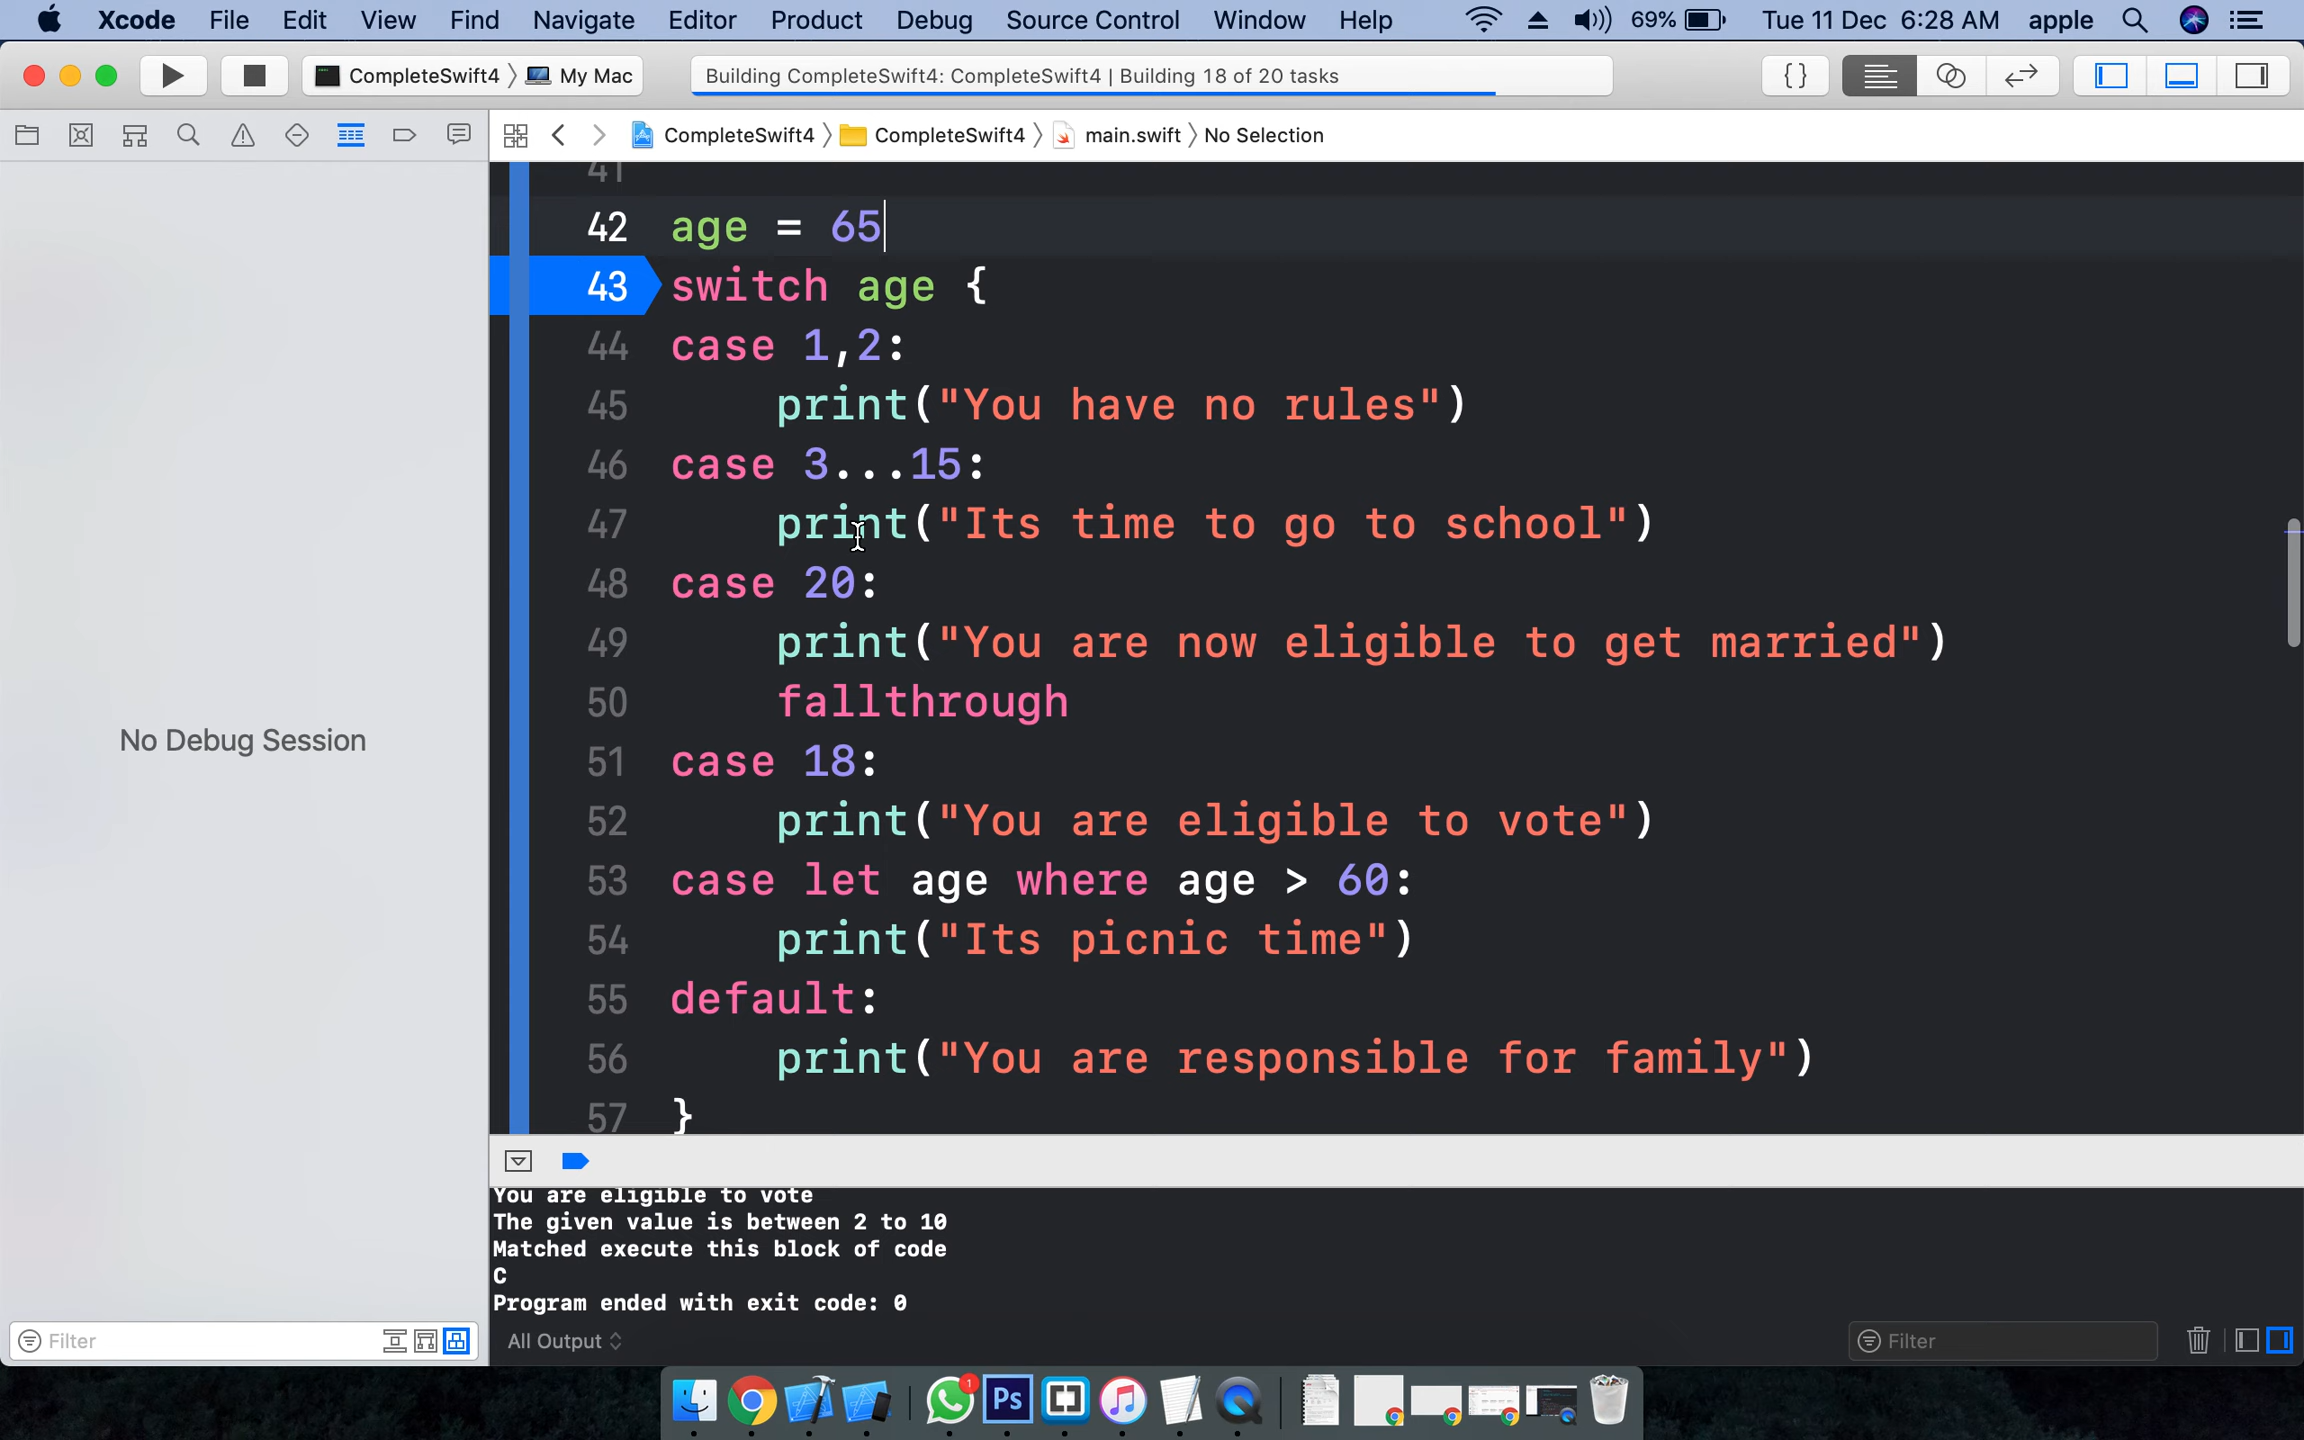 Xcode File Edit View Find Navigate Editor Product Debug Source Control Window Help 69% Tue 11 Dec 6:28 AM apple
CompleteSwift4 My Mac Building CompleteSwift4: CompleteSwift4 | Building 18 of 20 tasks {}
CompleteSwift4 CompleteSwift4 main.swift No Selection
41
42 age = 65
43 switch age {
44 case 1,2:
45 print("You have no rules")
46 case 3...15:
47 print("Its time to go to school")
48 case 20:
49 print("You are now eligible to get married")
50 fallthrough
51 case 18:
52 print("You are eligible to vote")
53 case let age where age > 60:
54 print("Its picnic time")
55 default:
56 print("You are responsible for family")
57 }
No Debug Session
You are eligible to vote
The given value is between 2 to 10
Matched execute this block of code
C
Program ended with exit code: 0
Filter All Output Filter
1 Ps